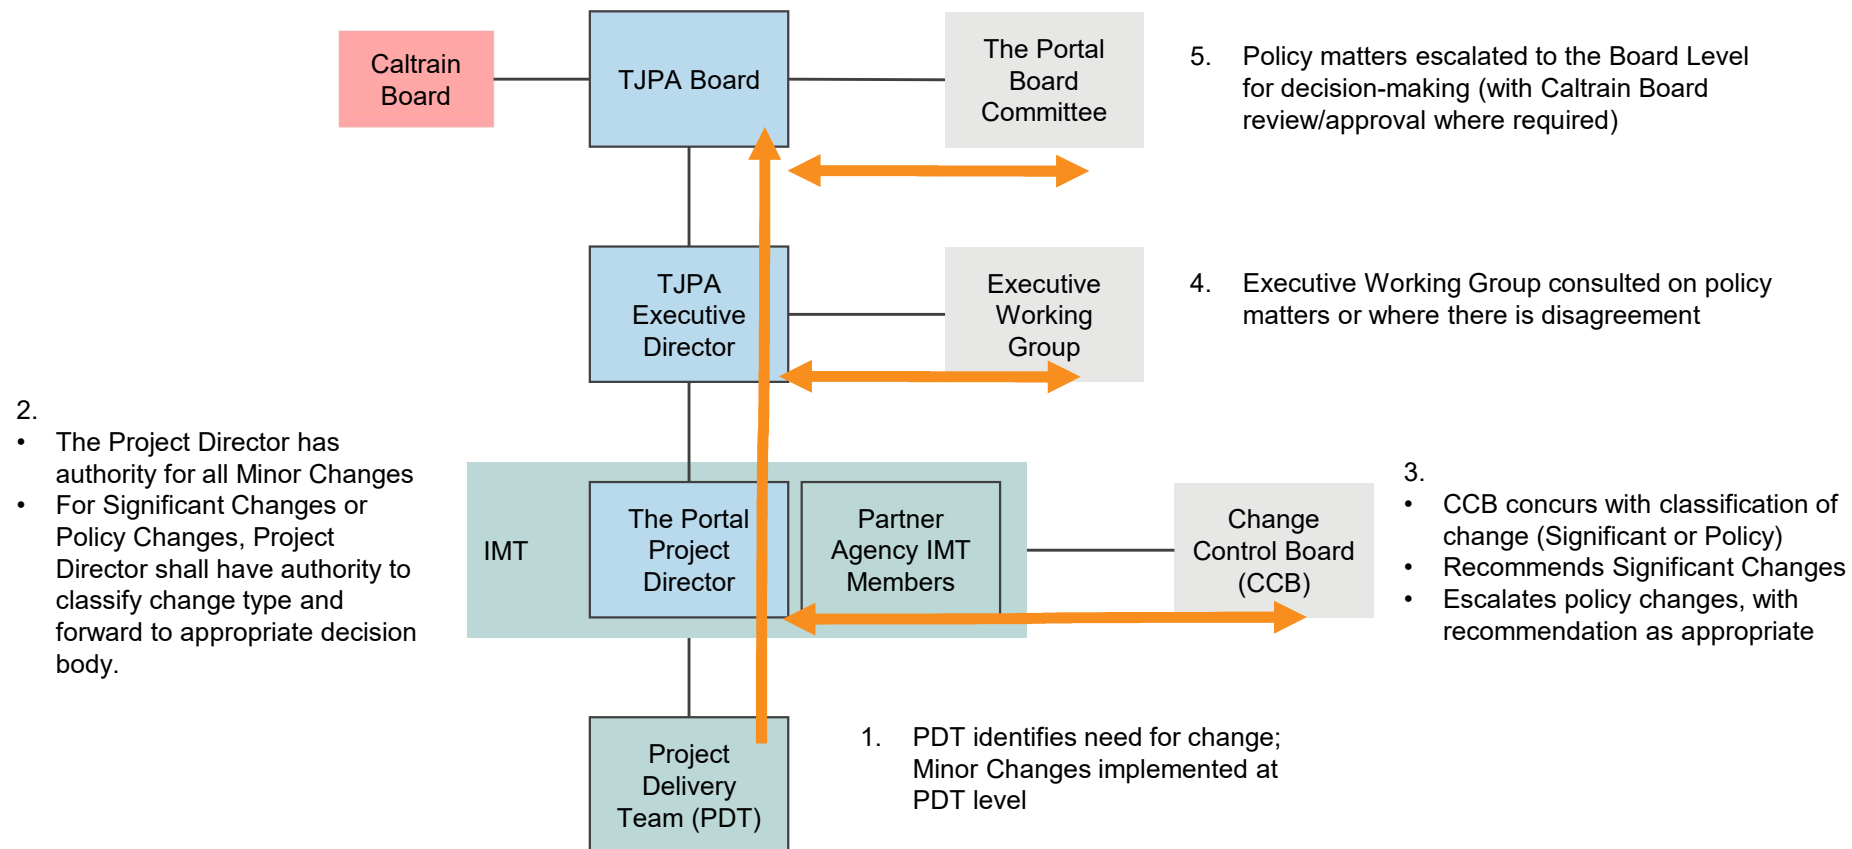 Caltrain
Board
TJPA Board
The Portal
Board
Committee
5. Policy matters escalated to the Board Level
for decision-making (with Caltrain Board
review/approval where required)
TJPA
Executive
Director
Executive
Working
Group
4. Executive Working Group consulted on policy
matters or where there is disagreement
2.
• The Project Director has
authority for all Minor Changes
• For Significant Changes or
Policy Changes, Project
Director shall have authority to
classify change type and
forward to appropriate decision
body.
IMT
The Portal
Project
Director
Partner
Agency IMT
Members
Change
Control Board
(CCB)
3.
• CCB concurs with classification of
change (Significant or Policy)
• Recommends Significant Changes
• Escalates policy changes, with
recommendation as appropriate
Project
Delivery
Team (PDT)
1. PDT identifies need for change;
Minor Changes implemented at
PDT level